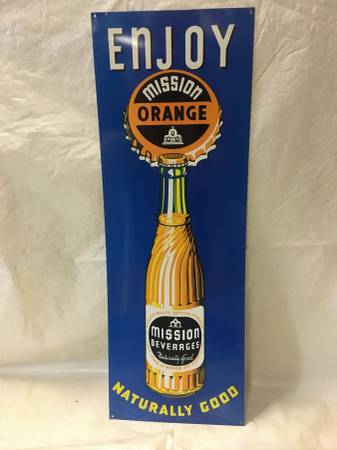 ENJOY
MISSION
ORANGE
MISSION
BEVERAGES
Naturally Good
NATURALLY GOOD